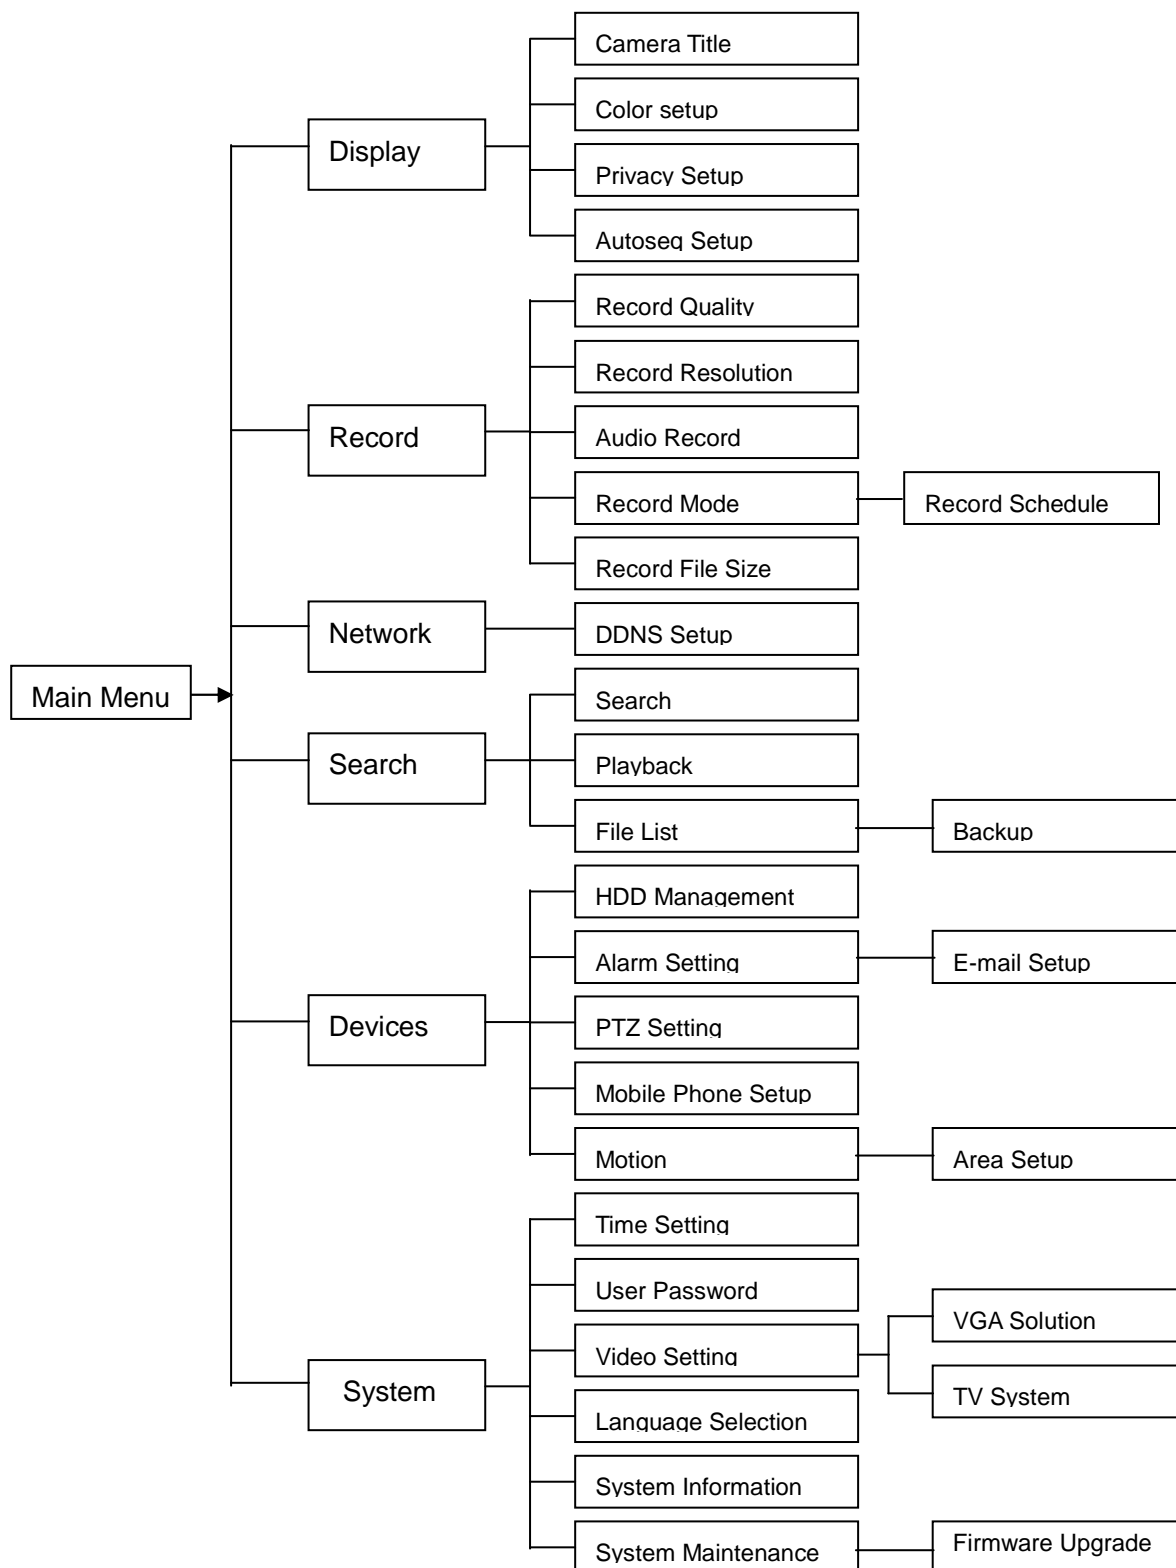 Camera Title
Color setup
Display
Privacy Setup
Autoseq Setup
Record Quality
Record Resolution
Record
Audio Record
Record Mode
Record Schedule
Record File Size
Network
DDNS Setup
Main Menu
Search
Search
Playback
File List
Backup
HDD Management
Alarm Setting
E-mail Setup
Devices
PTZ Setting
Mobile Phone Setup
Motion
Area Setup
Time Setting
User Password
VGA Solution
Video Setting
System
TV System
Language Selection
System Information
System Maintenance
Firmware Upgrade